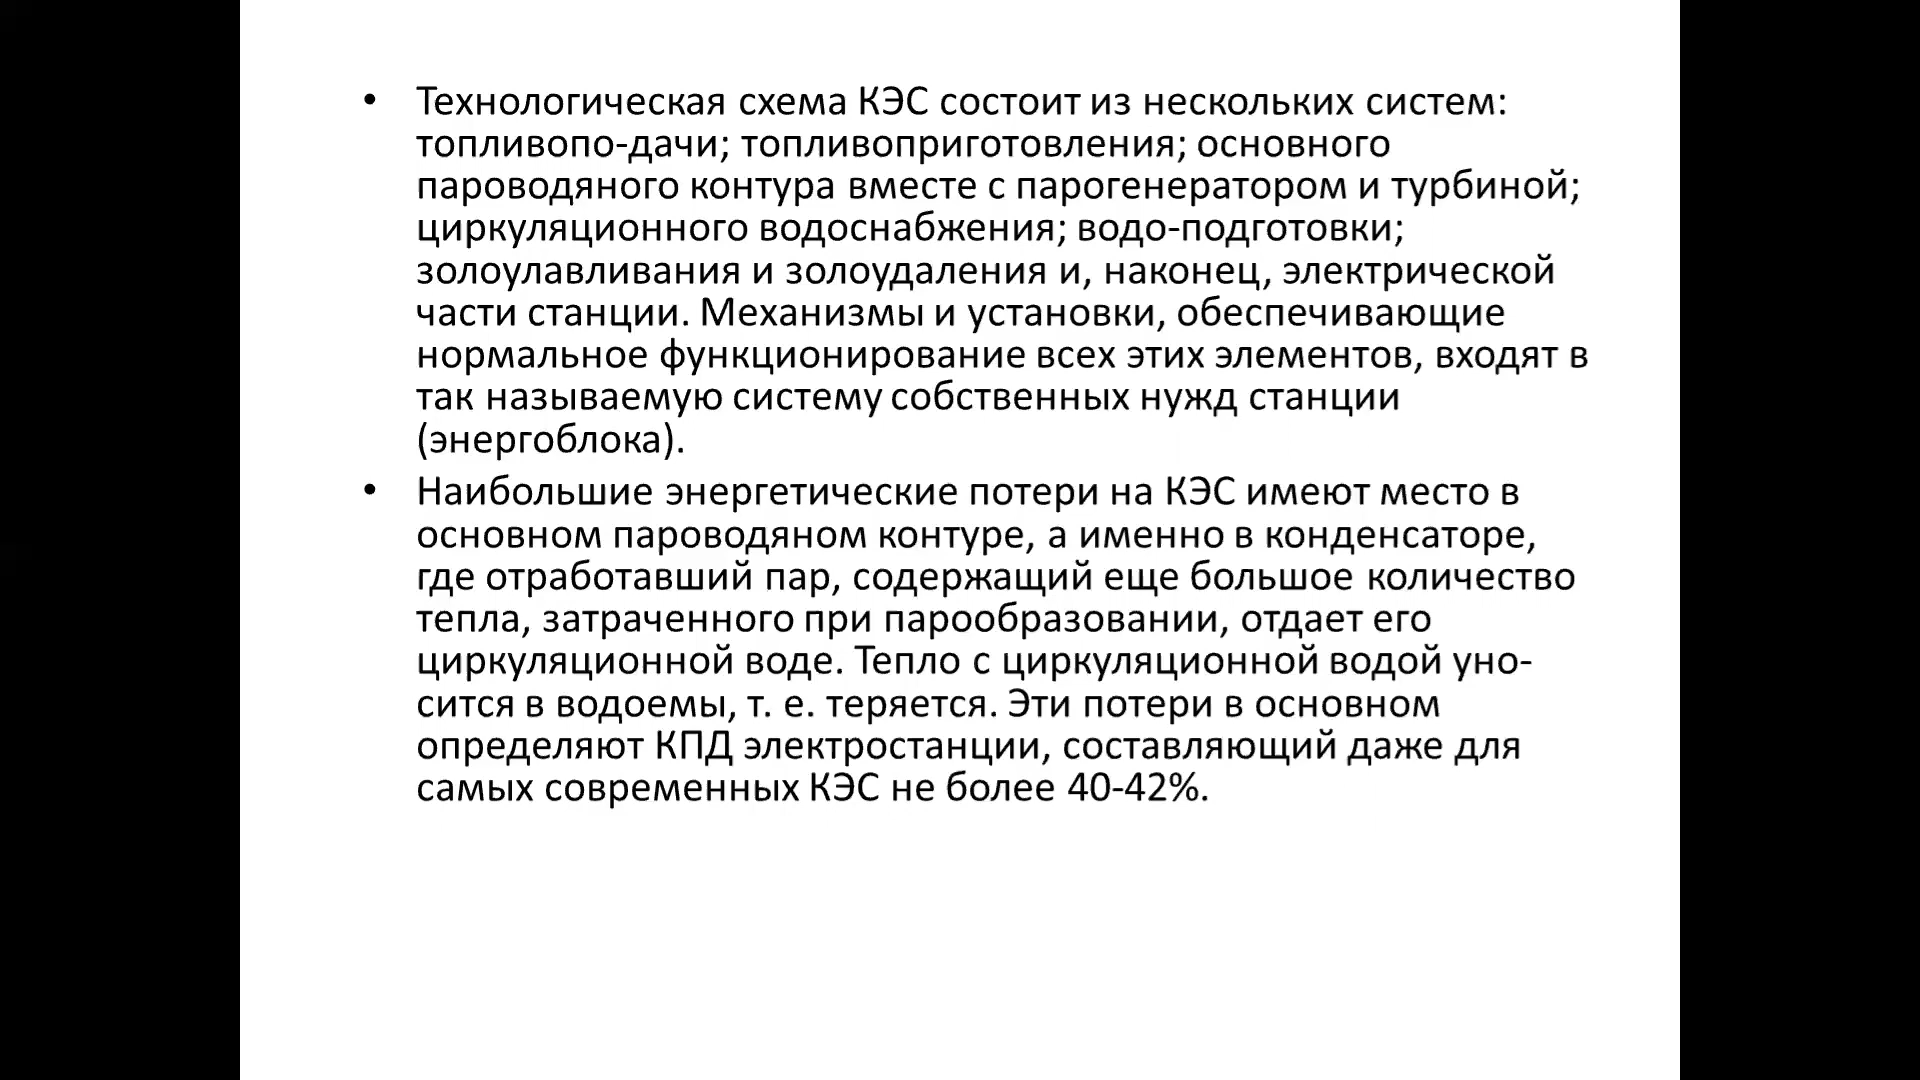 • Технологическая схема КЭС состоит из нескольких систем:
топливопо-дачи; топливоприготовления; основного
пароводяного контура вместе с парогенератором и турбиной;
циркуляционного водоснабжения; водо-подготовки;
золоулавливания и золоудаления и, наконец, электрической
части станции. Механизмы и установки, обеспечивающие
нормальное функционирование всех этих элементов, входят в
так называемую систему собственных нужд станции
(энергоблока).
• Наибольшие энергетические потери на КЭС имеют место в
основном пароводяном контуре, а именно в конденсаторе,
где отработавший пар, содержащий еще большое количество
тепла, затраченного при парообразовании, отдает его
циркуляционной воде. Тепло с циркуляционной водой уно-
сится в водоемы, т. е. теряется. Эти потери в основном
определяют КПД электростанции, составляющий даже для
самых современных КЭС не более 40-42%.